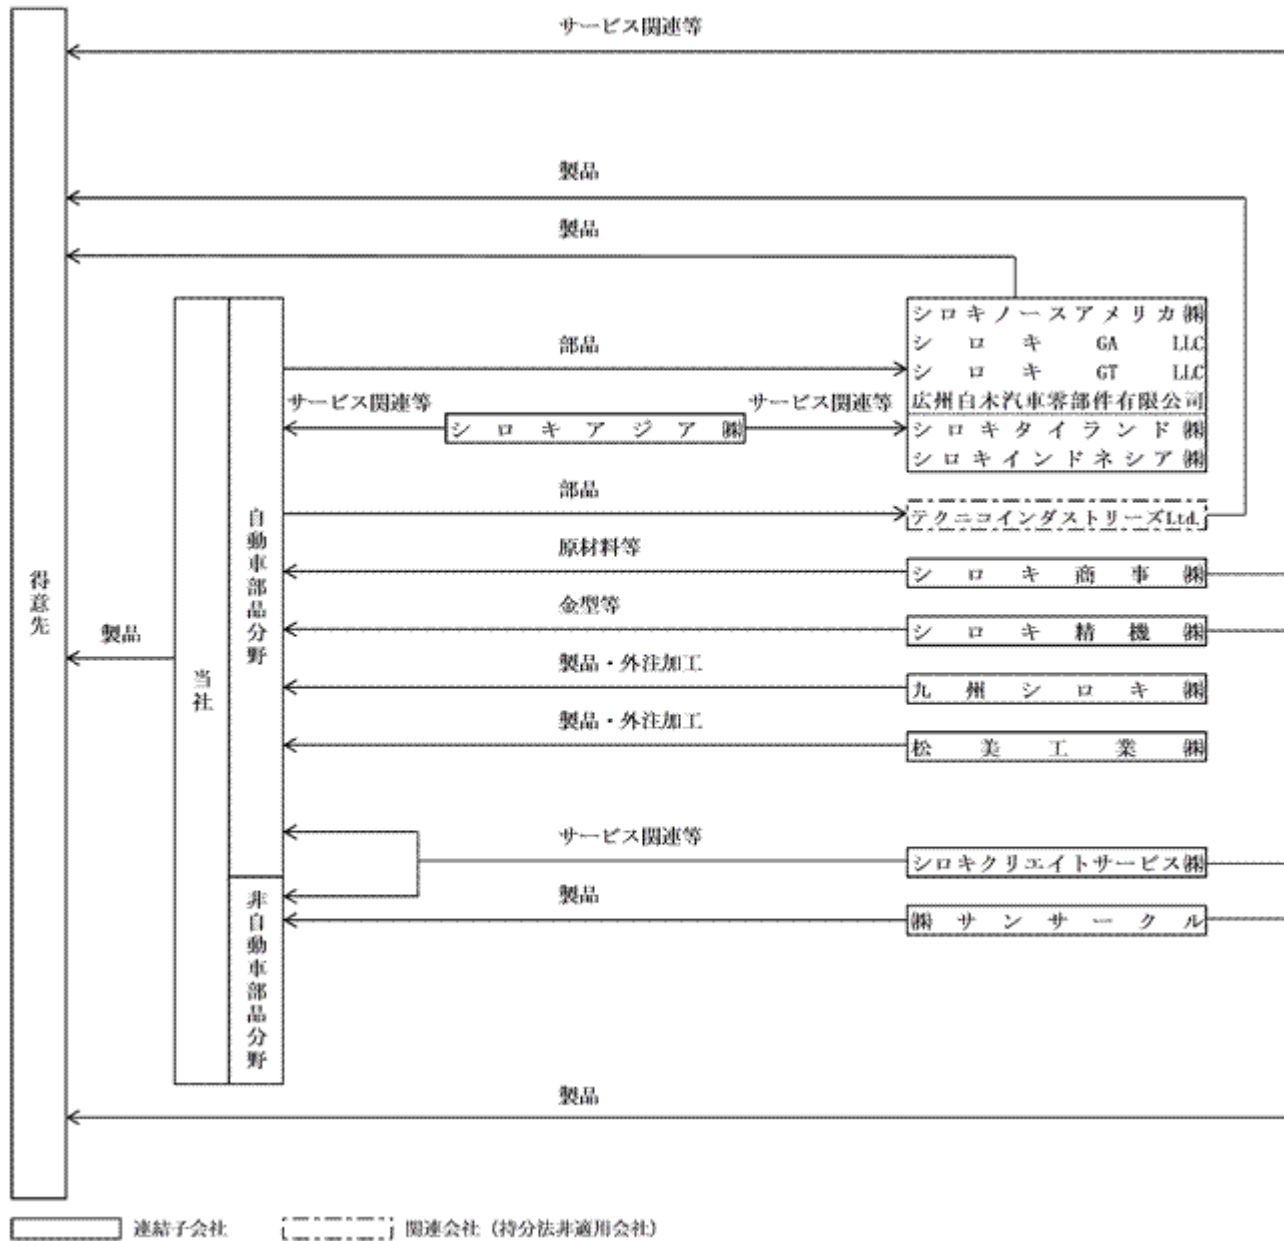 サービス関連等
製品
製品
シロキノースアメリカ㈱
シロキ GA LLC
シロキ GT LLC
広州白木汽車零部件有限公司
シロキタイランド㈱
シロキインドネシア㈱
部品
サービス関連等
シロキアジア㈱
サービス関連等
部品
テクニコインダストリーズLtd.
原材料等
シロキ商事㈱
金型等
シロキ精機㈱
製品・外注加工
九州シロキ㈱
製品・外注加工
松美工業㈱
サービス関連等
シロキクリエイトサービス㈱
製品
㈱サンサークル
製品
得意先
製品
当社
自動車部品分野
非自動車部品分野
連結子会社
関連会社（持分法非適用会社）